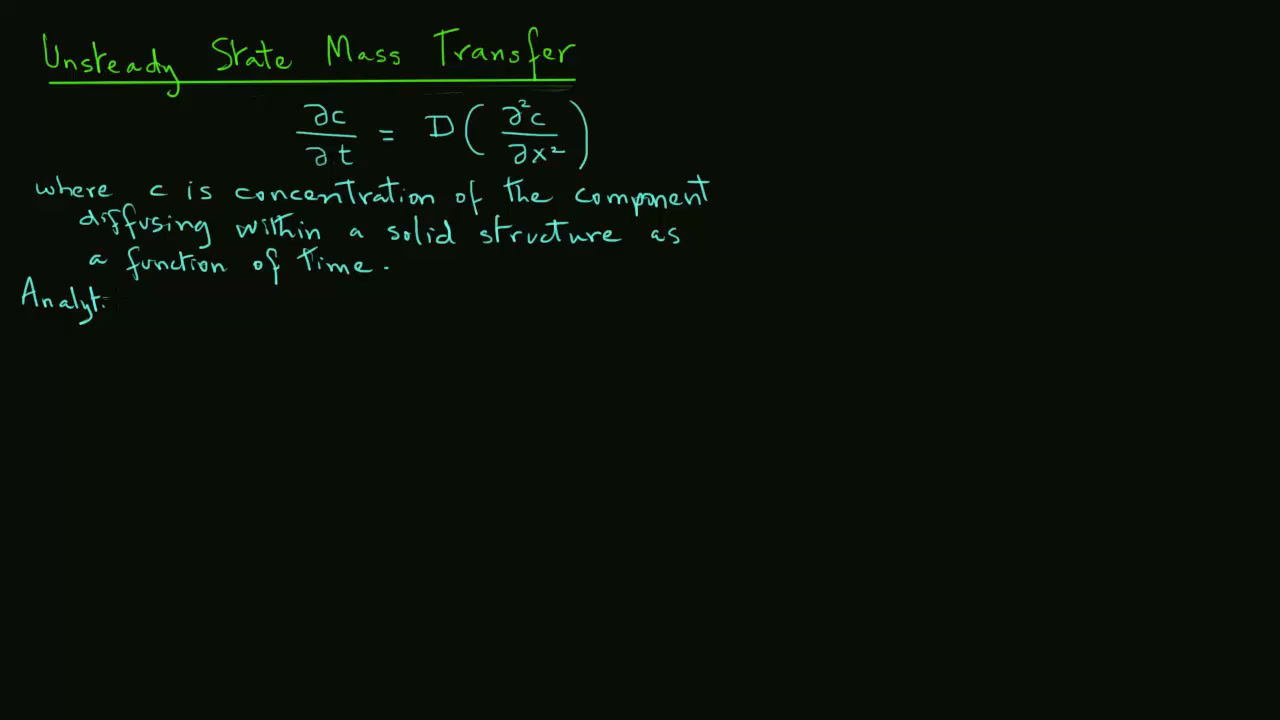 Unsteady State Mass Transfer
∂c/∂t = D(∂²c/∂x²)
where c is concentration of the component
diffusing within a solid structure as
a function of time.
Analyti